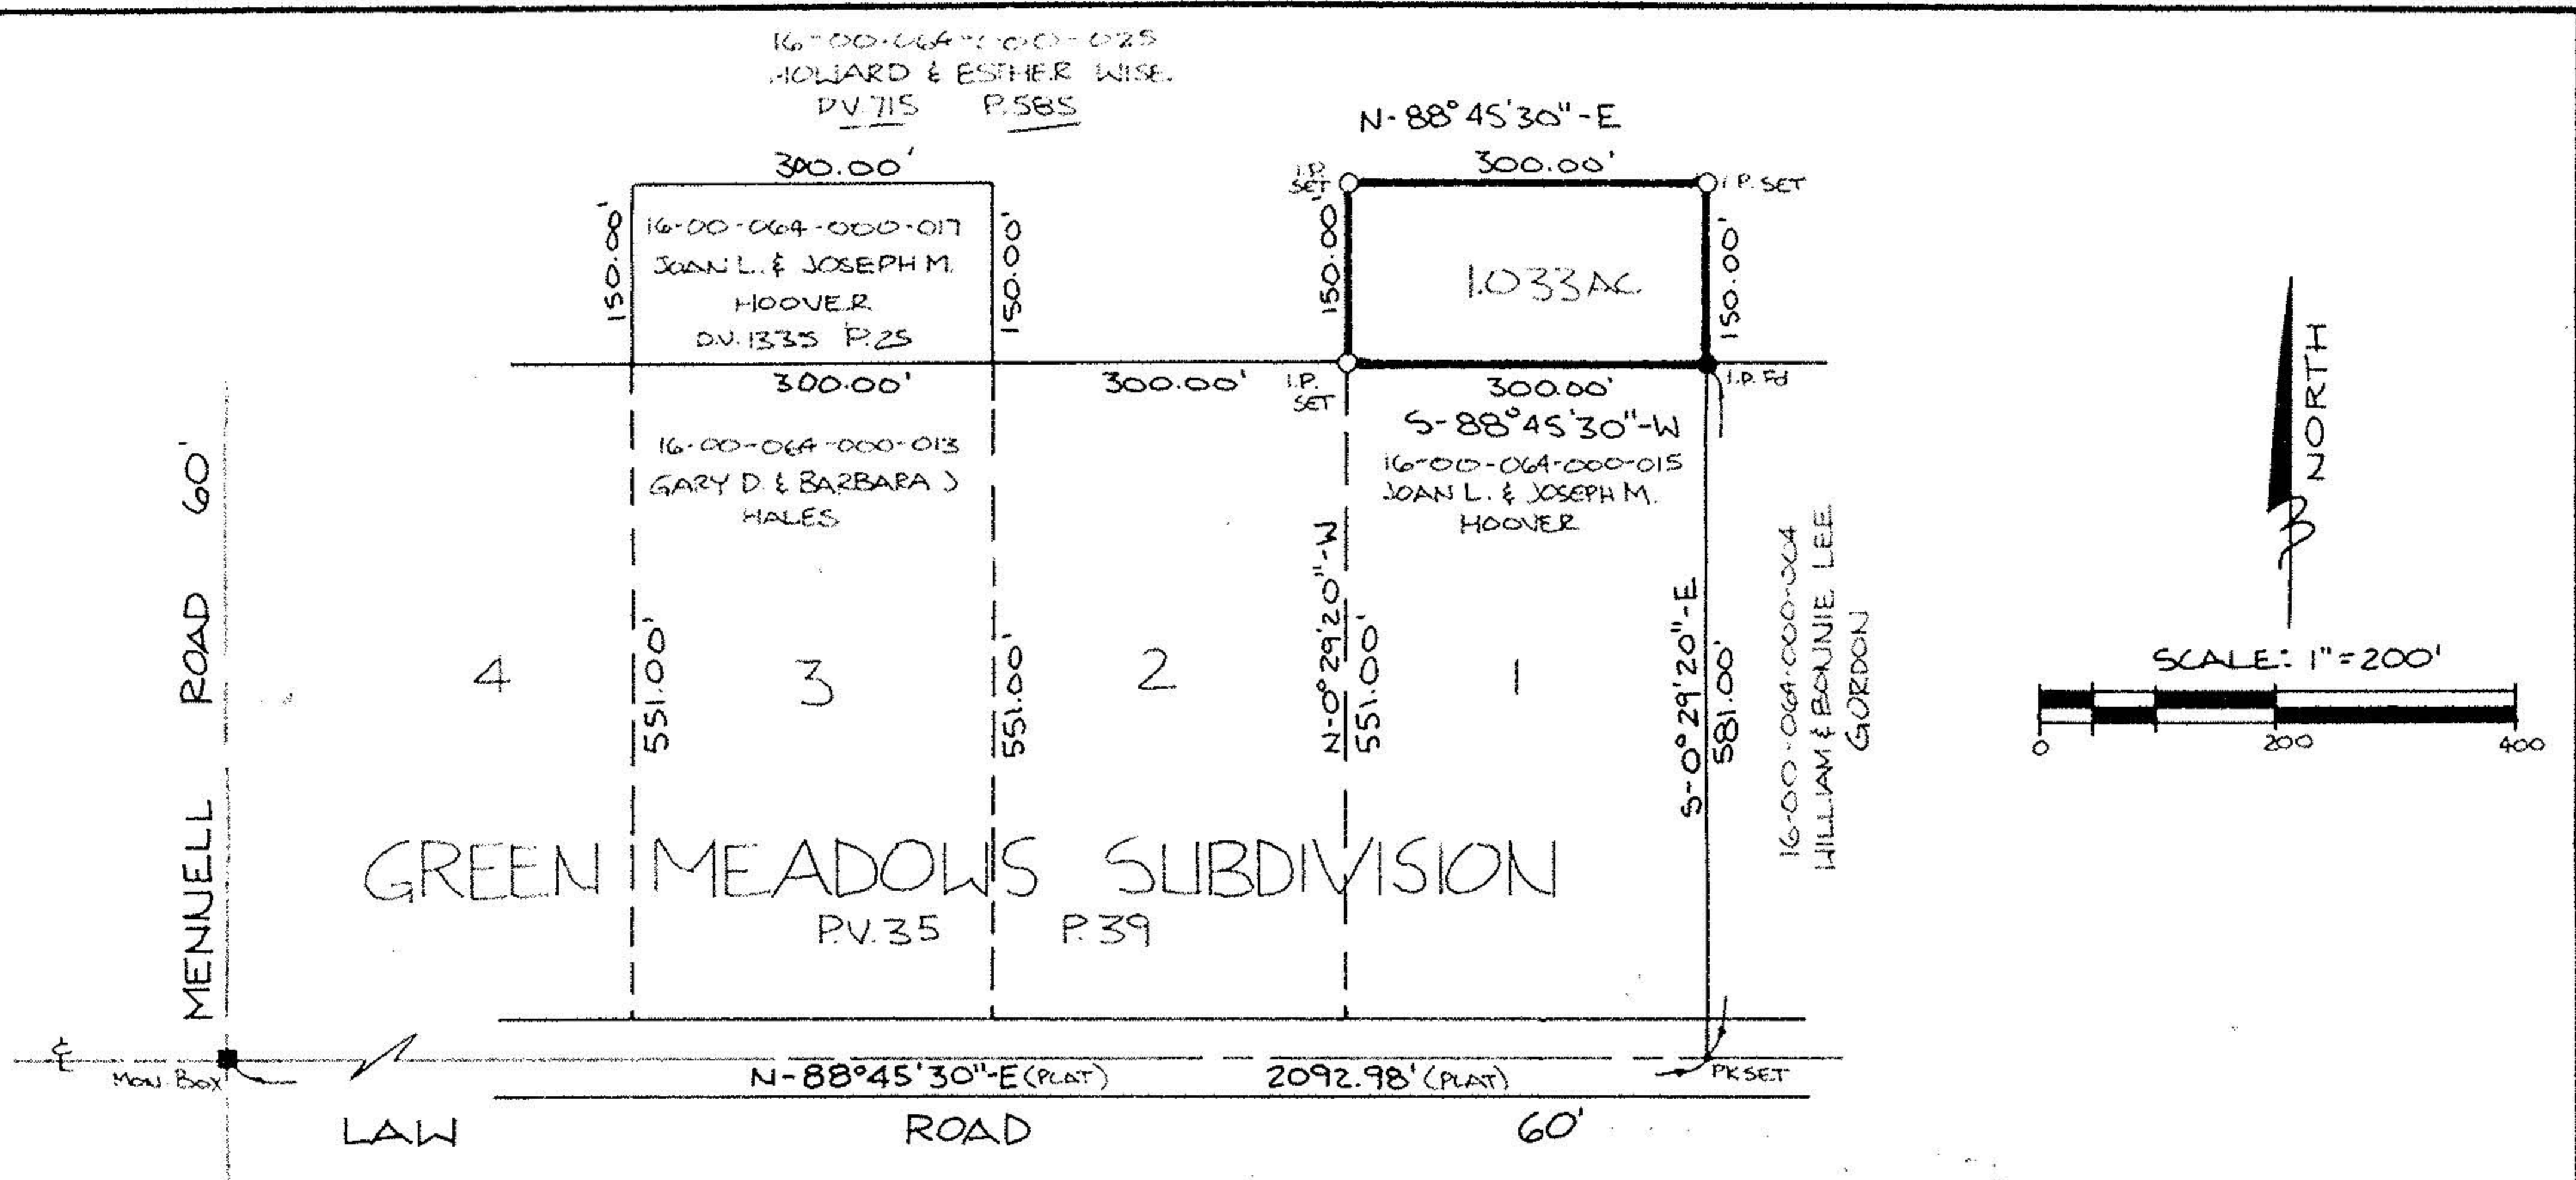 HOWARD & ESTHER WISE.
D.V. 715 P. 585
N-88°45'30"-E
300.00'
300.00'
I.P. SET
I.P. SET
150.00'
150.00'
150.00'
150.00'
16-00-064-000-017
JOAN L. & JOSEPH M.
HOOVER
D.V. 1335 P. 25
1.033 AC.
300.00'
300.00'
I.P. SET
300.00'
I.P. Fd
S-88°45'30"-W
16-00-064-000-013
GARY D. & BARBARA J
HALES
16-00-064-000-015
JOAN L. & JOSEPH M.
HOOVER
NORTH
MENNELL ROAD 60'
4
551.00'
3
551.00'
2
N-0°29'20"-W
551.00'
1
S-0°29'20"-E
581.00'
16-00-064-000-004
WILLIAM & BONNIE LEE
GORDON
SCALE: 1"=200'
0 200 400
GREEN MEADOWS SUBDIVISION
P.V. 35 P. 39
MON. BOX
N-88°45'30"-E (PLAT) 2092.98' (PLAT)
PK SET
LAW ROAD 60'